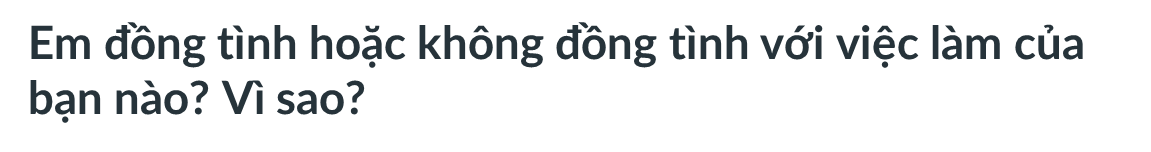 Em đồng tình hoặc không đồng tình với việc làm của
bạn nào? Vì sao?